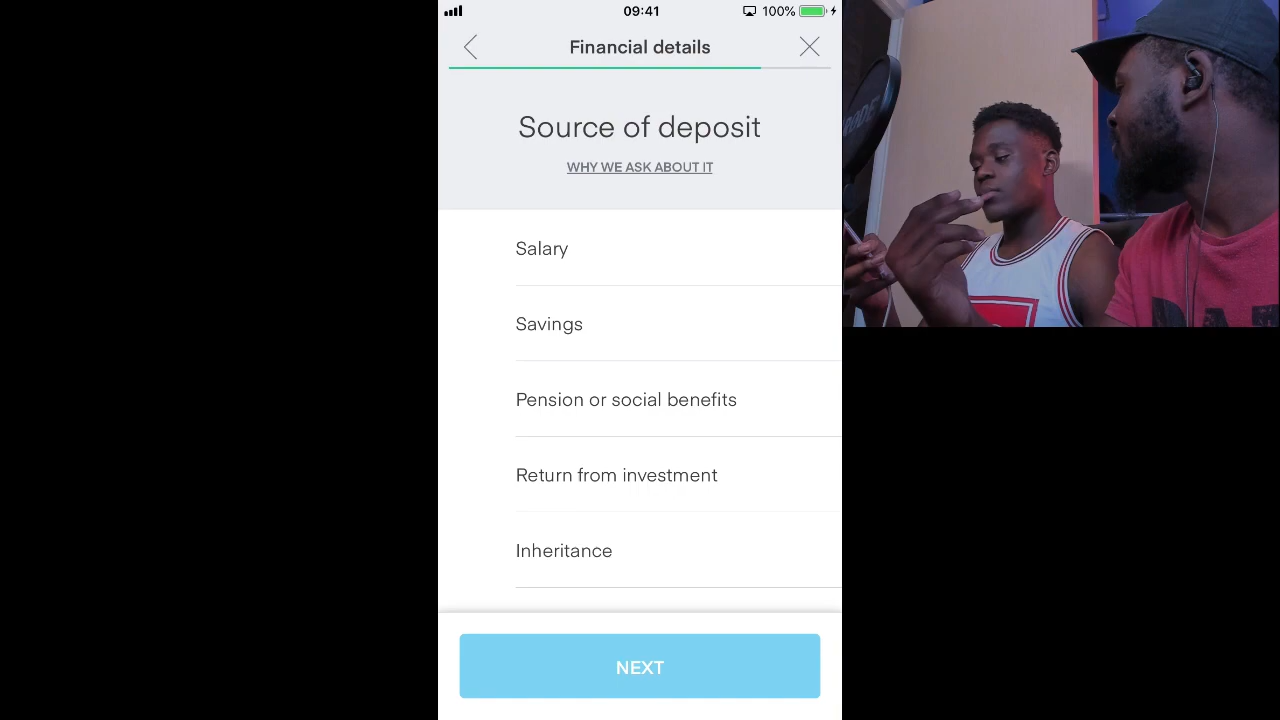 09:41
100%
Financial details
Source of deposit
WHY WE ASK ABOUT IT
Salary
Savings
Pension or social benefits
Return from investment
Inheritance
NEXT
RODE